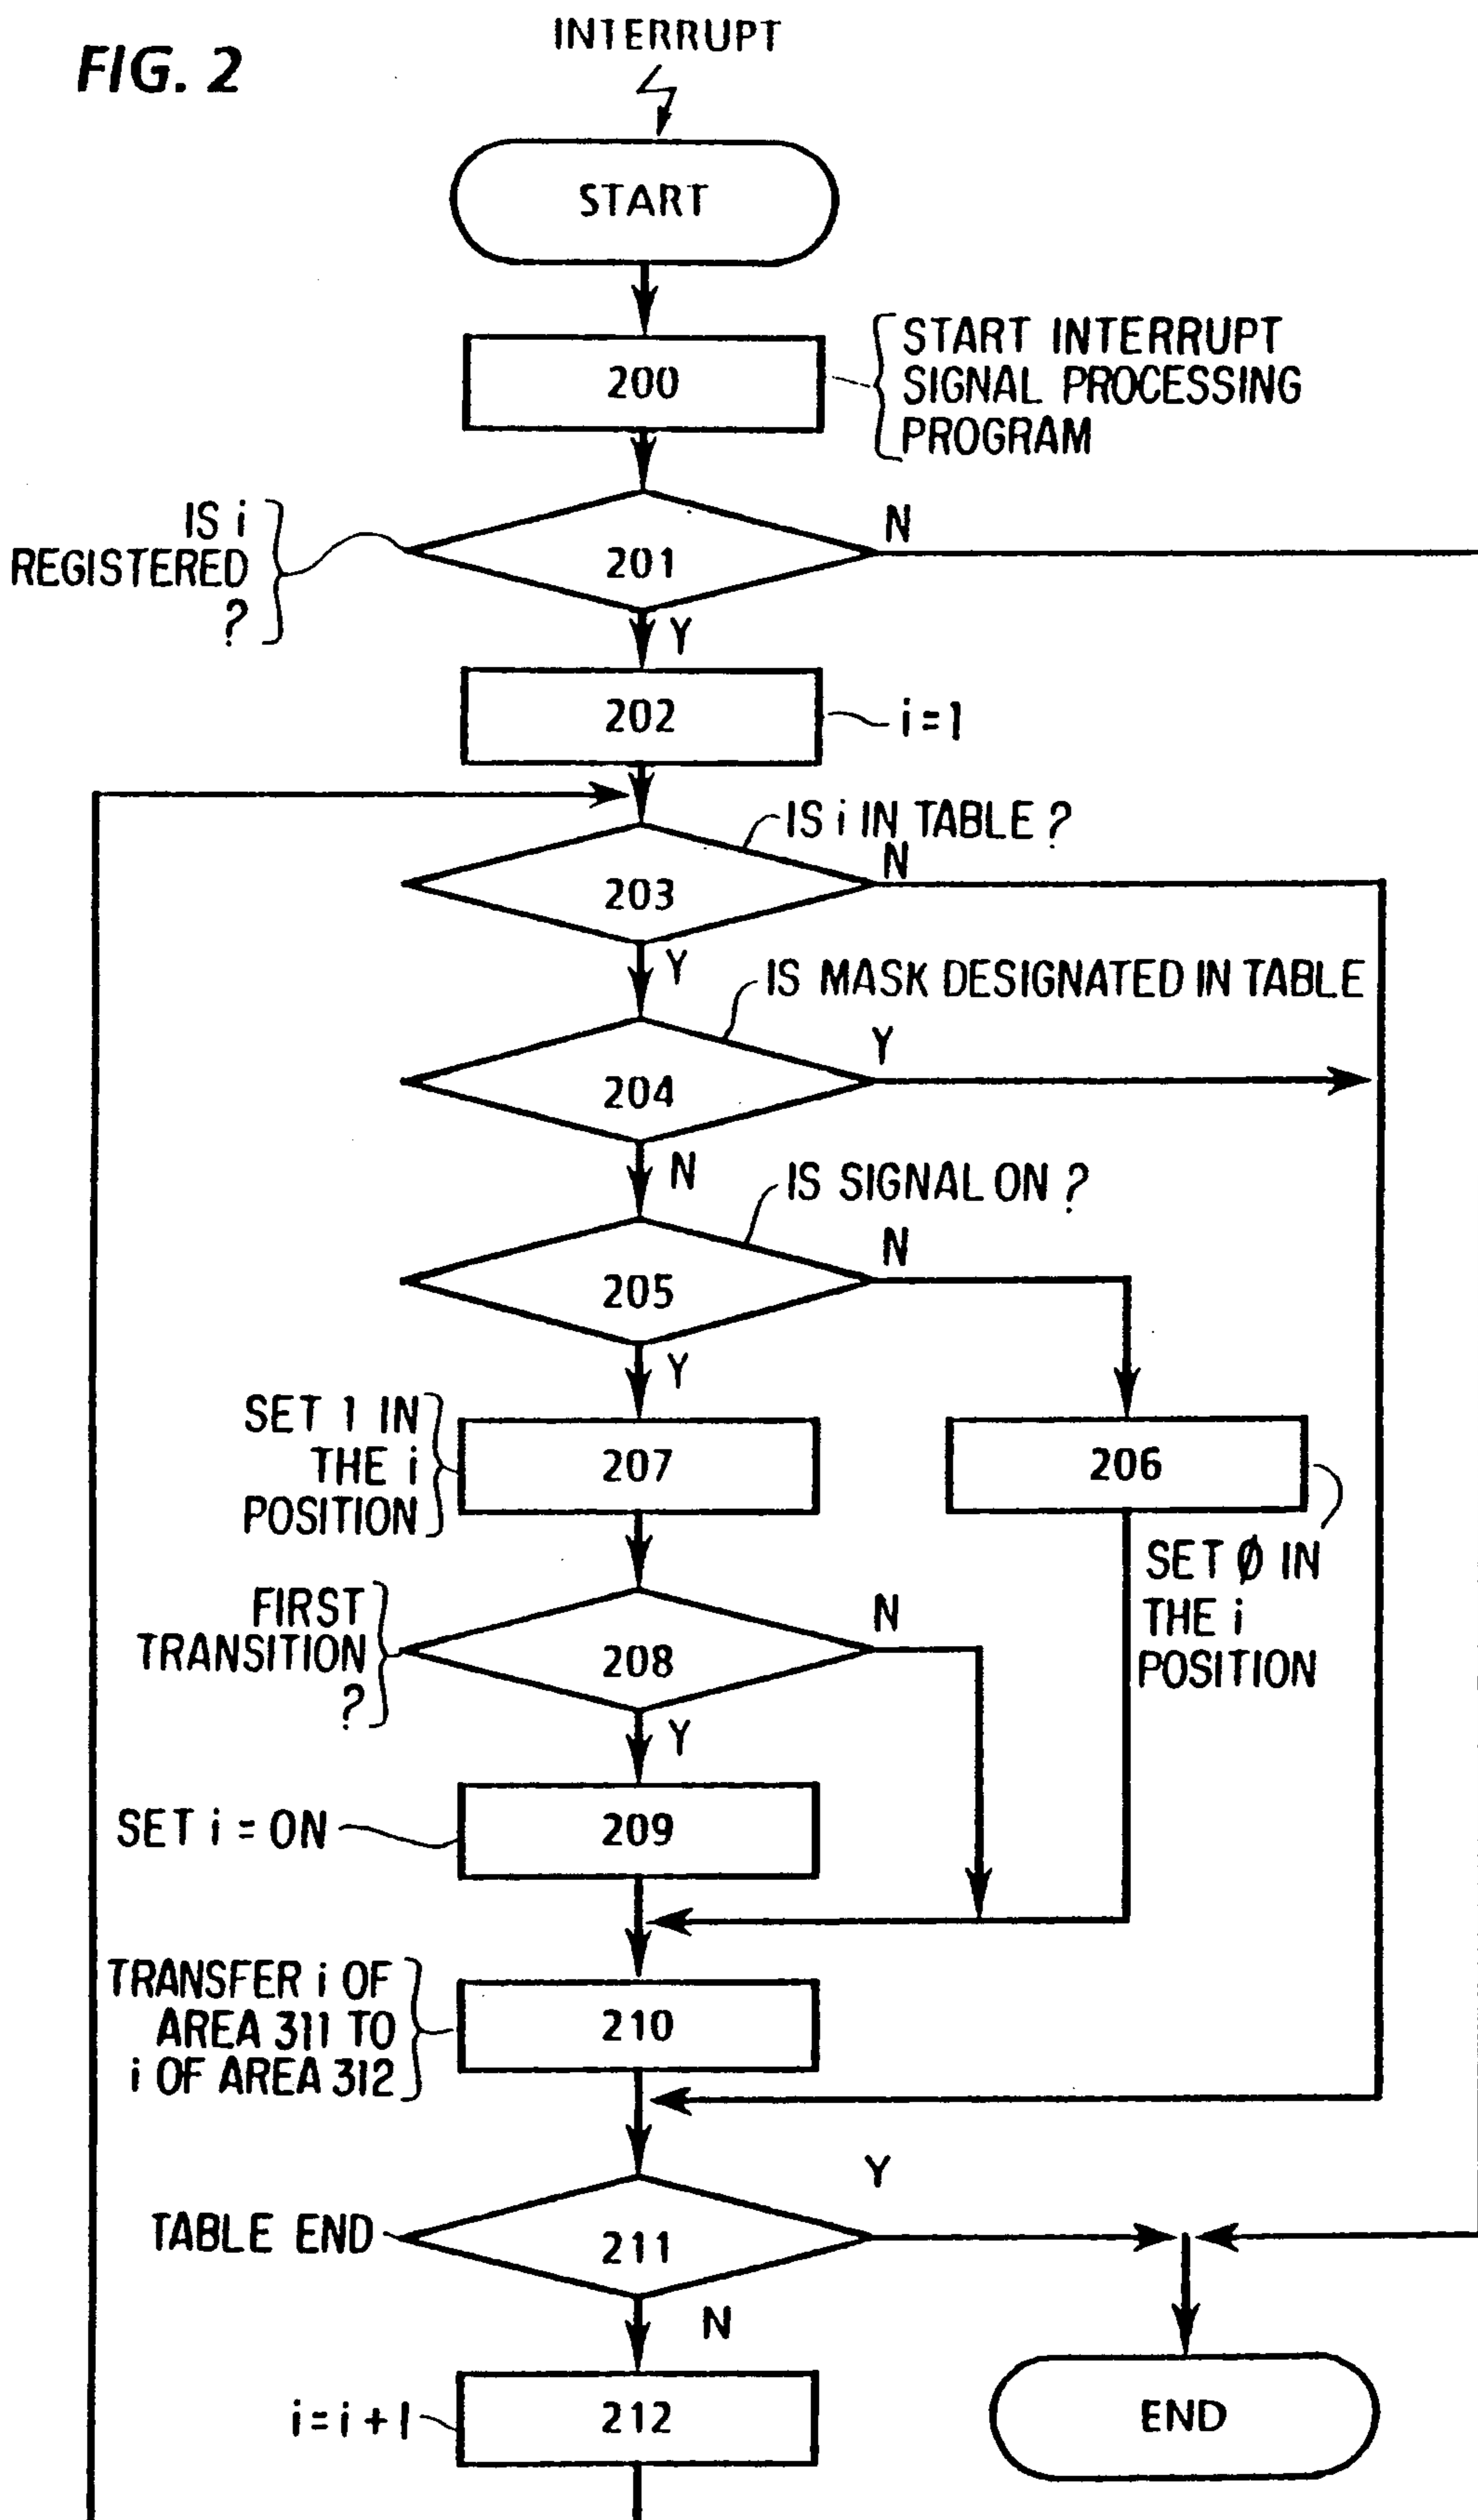 FIG. 2
INTERRUPT
START
200
START INTERRUPT
SIGNAL PROCESSING
PROGRAM
IS i
REGISTERED
?
201
N
Y
202
i = 1
IS i IN TABLE ?
203
N
Y
IS MASK DESIGNATED IN TABLE
204
Y
N
IS SIGNAL ON ?
205
N
Y
SET 1 IN
THE i
POSITION
207
206
SET Ø IN
THE i
POSITION
FIRST
TRANSITION
?
208
N
Y
SET i = ON
209
TRANSFER i OF
AREA 311 TO
i OF AREA 312
210
TABLE END
211
Y
N
i = i + 1
212
END